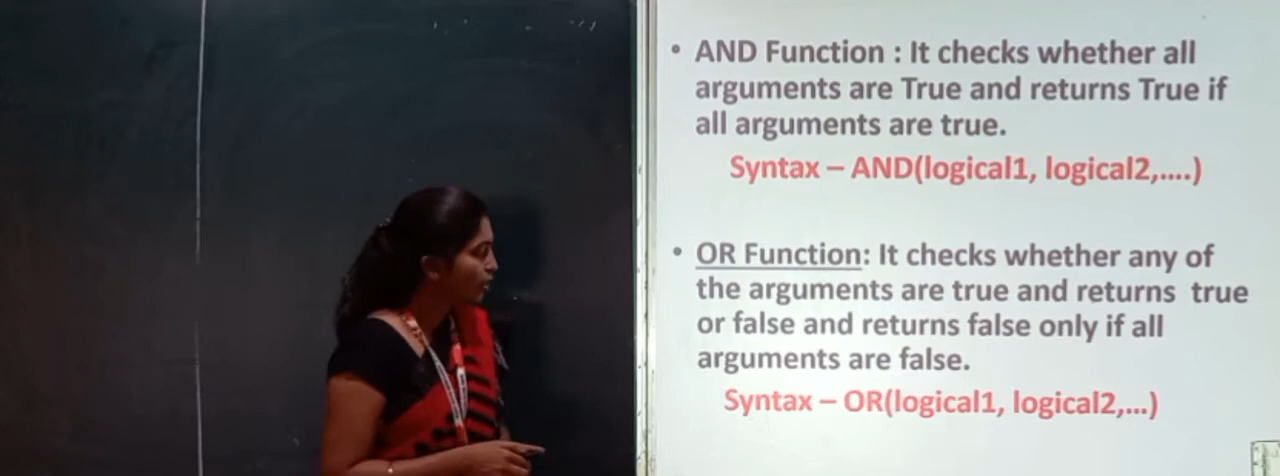 • AND Function : It checks whether all
arguments are True and returns True if
all arguments are true.
Syntax – AND(logical1, logical2,....)
• OR Function: It checks whether any of
the arguments are true and returns true
or false and returns false only if all
arguments are false.
Syntax – OR(logical1, logical2,...)